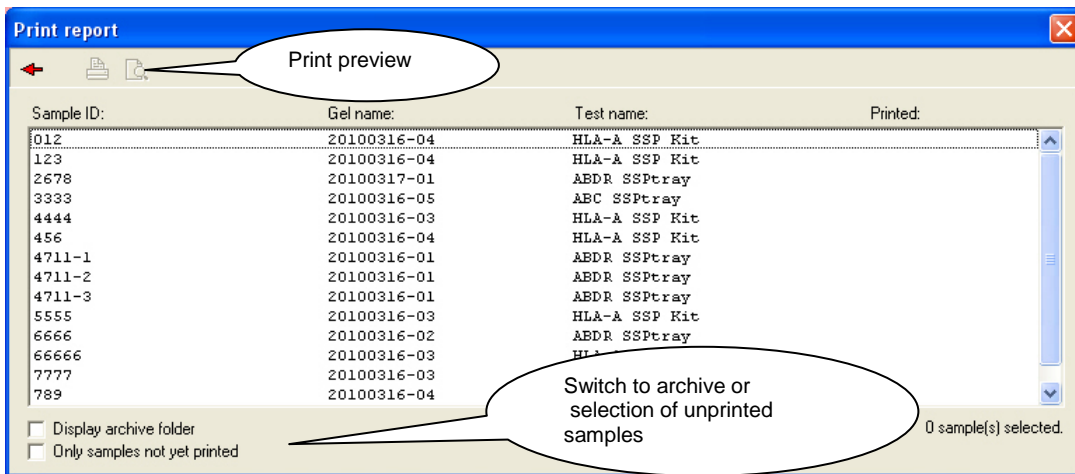 Print report
Print preview
Sample ID: Gel name: Test name: Printed:
012 20100316-04 HLA-A SSP Kit
123 20100316-04 HLA-A SSP Kit
2678 20100317-01 ABDR SSPtray
3333 20100316-05 ABC SSPtray
4444 20100316-03 HLA-A SSP Kit
456 20100316-04 HLA-A SSP Kit
4711-1 20100316-01 ABDR SSPtray
4711-2 20100316-01 ABDR SSPtray
4711-3 20100316-01 ABDR SSPtray
5555 20100316-03 HLA-A SSP Kit
6666 20100316-02 ABDR SSPtray
66666 20100316-03
7777 20100316-03
789 20100316-04
Switch to archive or
selection of unprinted
samples
Display archive folder
0 sample(s) selected.
Only samples not yet printed